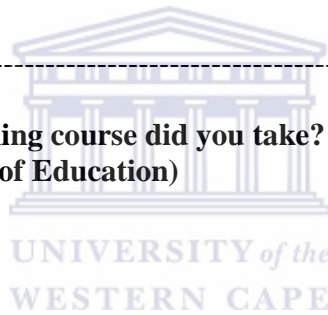 ing course did you take?
of Education)
UNIVERSITY of the
WESTERN CAPE